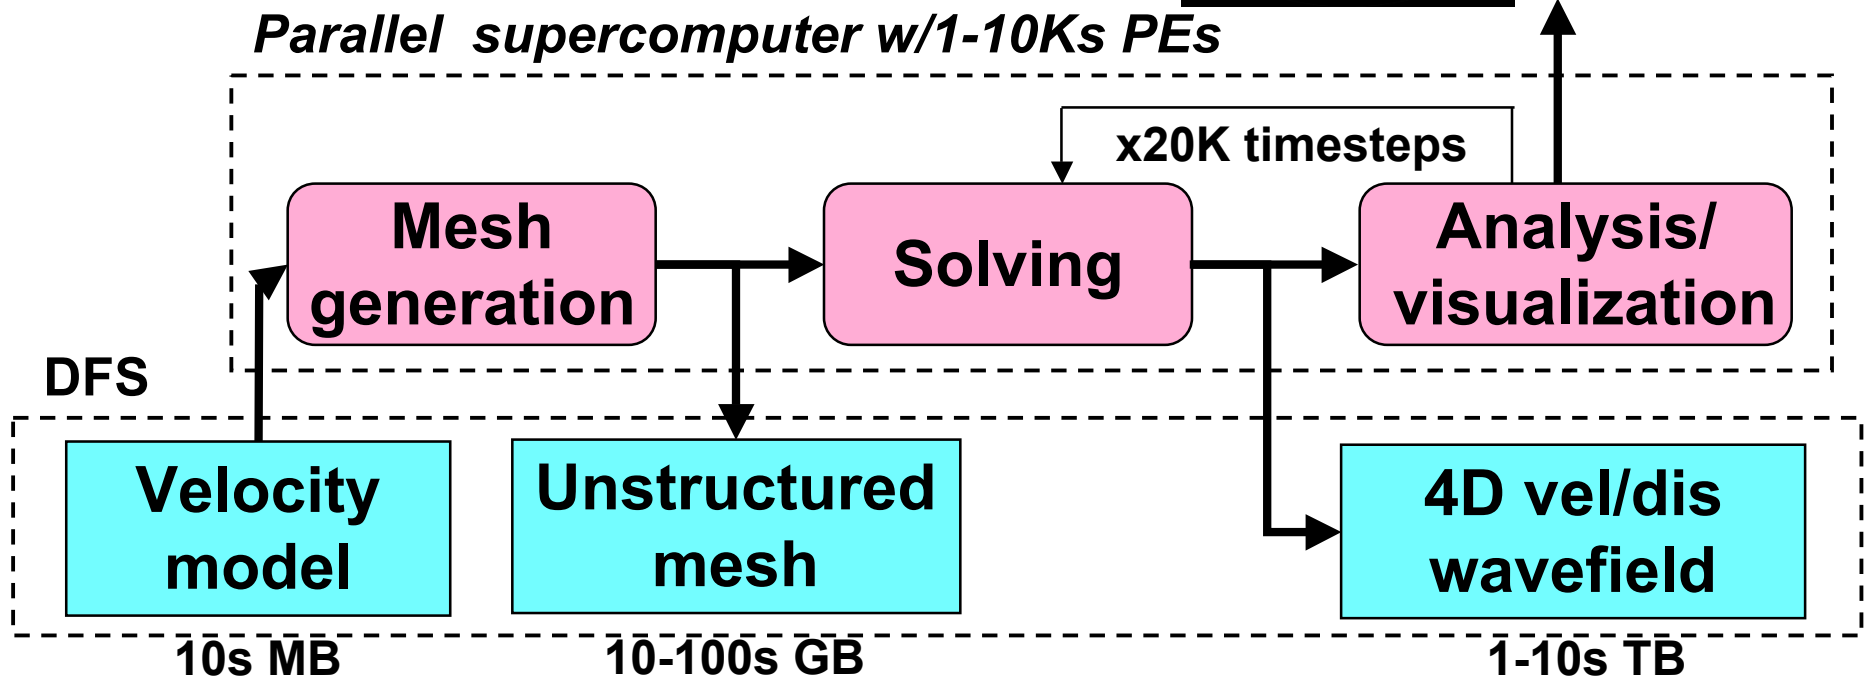 Parallel supercomputer w/1-10Ks PEs
x20K timesteps
Mesh
generation
Solving
Analysis/
visualization
DFS
Velocity
model
Unstructured
mesh
4D vel/dis
wavefield
10s MB
10-100s GB
1-10s TB